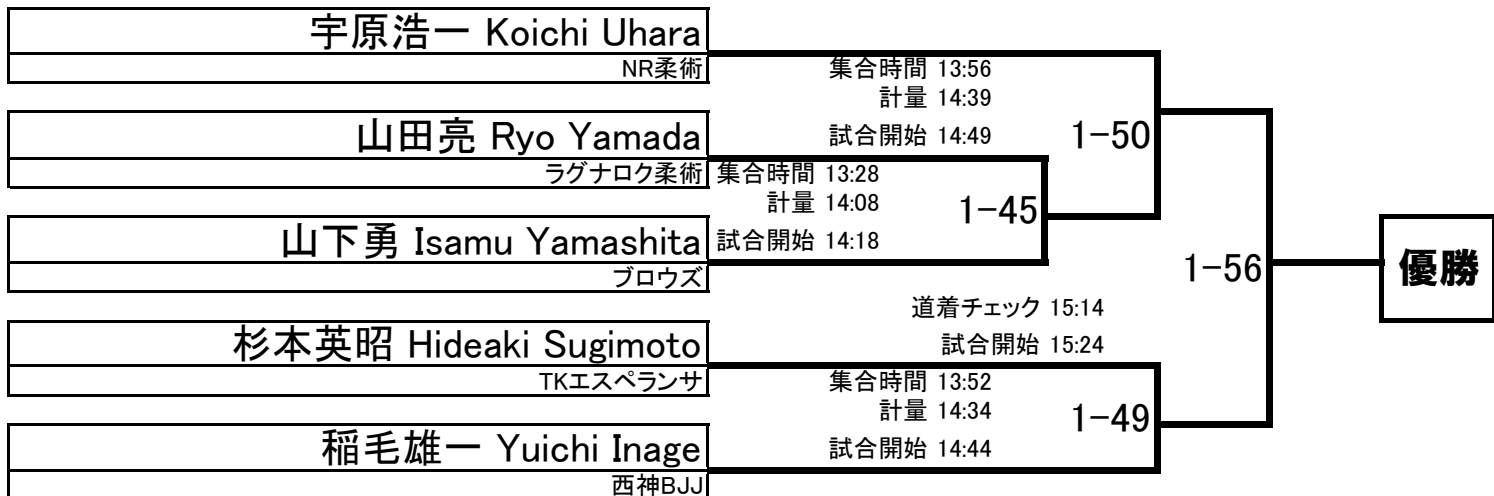 宇原浩一 Koichi Uhara
NR柔術
集合時間 13:56
計量 14:39
山田亮 Ryo Yamada
試合開始 14:49
1-50
ラグナロク柔術
集合時間 13:28
計量 14:08
1-45
山下勇 Isamu Yamashita
試合開始 14:18
ブロウズ
1-56
優勝
道着チェック 15:14
杉本英昭 Hideaki Sugimoto
試合開始 15:24
TKエスペランサ
集合時間 13:52
計量 14:34
1-49
稲毛雄一 Yuichi Inage
試合開始 14:44
西神BJJ